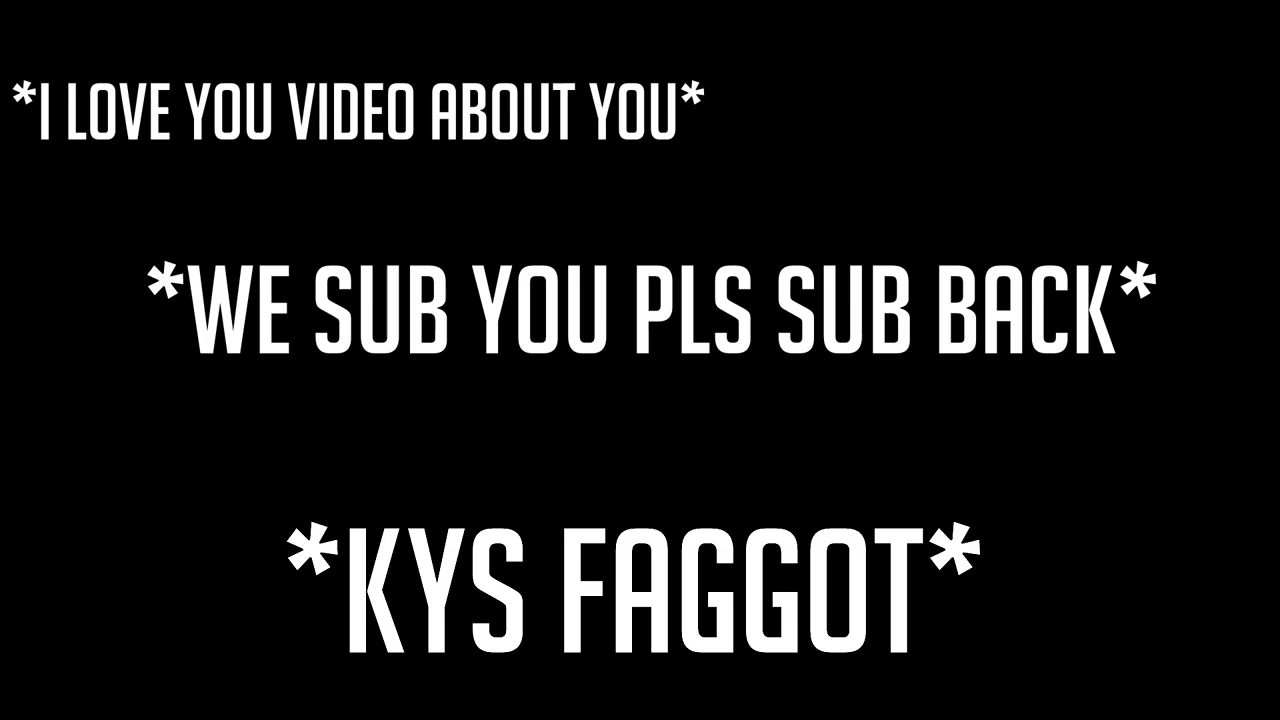 *I LOVE YOU VIDEO ABOUT YOU*
*WE SUB YOU PLS SUB BACK*
*KYS FAGGOT*